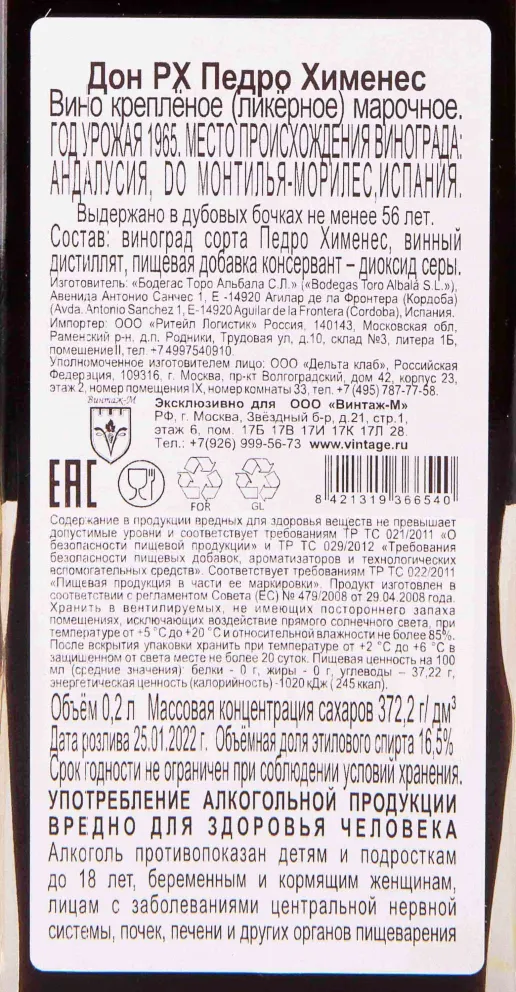 Дон РХ Педро Хименес
Вино креплёное (ликёрное) марочное.
ГОД УРОЖАЯ 1965. МЕСТО ПРОИСХОЖДЕНИЯ ВИНОГРАДА:
АНДАЛУСИЯ, DO МОНТИЛЬЯ-МОРИЛЕС, ИСПАНИЯ.
Выдержано в дубовых бочках не менее 56 лет.
Состав: виноград сорта Педро Хименес, винный
дистиллят, пищевая добавка консервант – диоксид серы.
Изготовитель: «Бодегас Торо Альбала С.Л.» («Bodegas Toro Albalá S.L.»),
Авенида Антонио Санчес 1, Е -14920 Агилар де ла Фронтера (Кордоба)
(Avda. Antonio Sanchez 1, E-14920 Aguilar de la Frontera (Cordoba), Испания.
Импортер: ООО «Ритейл Логистик» Россия, 140143, Московская обл,
Раменский р-н, д.п. Родники, Трудовая ул, д.10, склад №3, литера 1Б,
помещение II, тел. +74997540910.
Уполномоченное изготовителем лицо: ООО «Дельта клаб», Российская
Федерация, 109316, г. Москва, пр-кт Волгоградский, дом 42, корпус 23,
этаж 2, номер помещения IX, номер комнаты 33, тел. +7 (495) 787-77-58.
Винтаж-М
Эксклюзивно для ООО «Винтаж-М»
РФ, г. Москва, Звёздный б-р, д.21, стр.1,
этаж 6, пом. 17Б 17В 17И 17К 17Л 28.
Тел.: +7(926) 999-56-73 www.vintage.ru
ЕАС
FOR
GL
8 421319 366540
Содержание в продукции вредных для здоровья веществ не превышает
допустимые уровни и соответствует требованиям ТР ТС 021/2011 «О
безопасности пищевой продукции» и ТР ТС 029/2012 «Требования
безопасности пищевых добавок, ароматизаторов и технологических
вспомогательных средств». Соответствует требованиям ТР ТС 022/2011
«Пищевая продукция в части ее маркировки». Продукт изготовлен в
соответствии с регламентом Совета (ЕС) № 479/2008 от 29.04.2008 года.
Хранить в вентилируемых, не имеющих постороннего запаха
помещениях, исключающих воздействие прямого солнечного света, при
температуре от +5 °С до +20 °С и относительной влажности не более 85%.
После вскрытия упаковки хранить при температуре от +2 °С до +6 °С в
защищенном от света месте не более 20 суток. Пищевая ценность на 100
мл (средние значения): белки - 0 г, жиры - 0 г, углеводы – 37,22 г,
энергетическая ценность (калорийность) -1020 кДж ( 245 ккал).
Объём 0,2 л Массовая концентрация сахаров 372,2 г/ дм³
Дата розлива 25.01.2022 г. Объёмная доля этилового спирта 16,5%
Срок годности не ограничен при соблюдении условий хранения.
УПОТРЕБЛЕНИЕ АЛКОГОЛЬНОЙ ПРОДУКЦИИ
ВРЕДНО ДЛЯ ЗДОРОВЬЯ ЧЕЛОВЕКА
Алкоголь противопоказан детям и подросткам
до 18 лет, беременным и кормящим женщинам,
лицам с заболеваниями центральной нервной
системы, почек, печени и других органов пищеварения